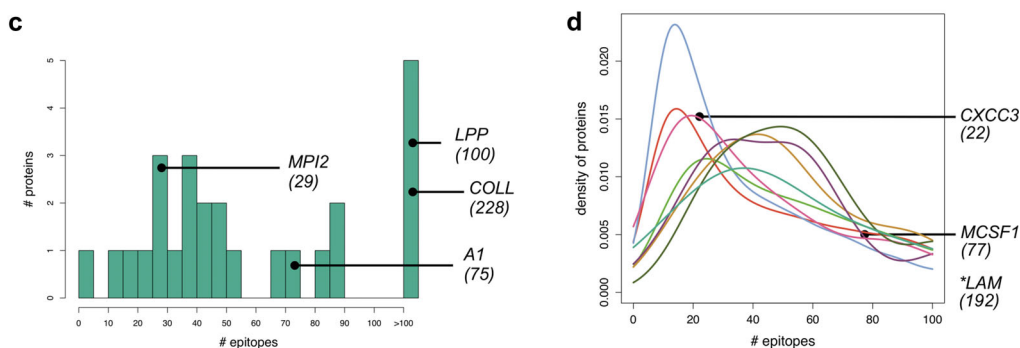 c
5
4
3
2
1
0
# proteins
MPI2
(29)
LPP
(100)
COLL
(228)
A1
(75)
0 10 20 30 40 50 60 70 80 90 100 >100
# epitopes
d
0.020
0.015
0.010
0.005
0.000
density of proteins
CXCC3
(22)
MCSF1
(77)
*LAM
(192)
0 20 40 60 80 100
# epitopes